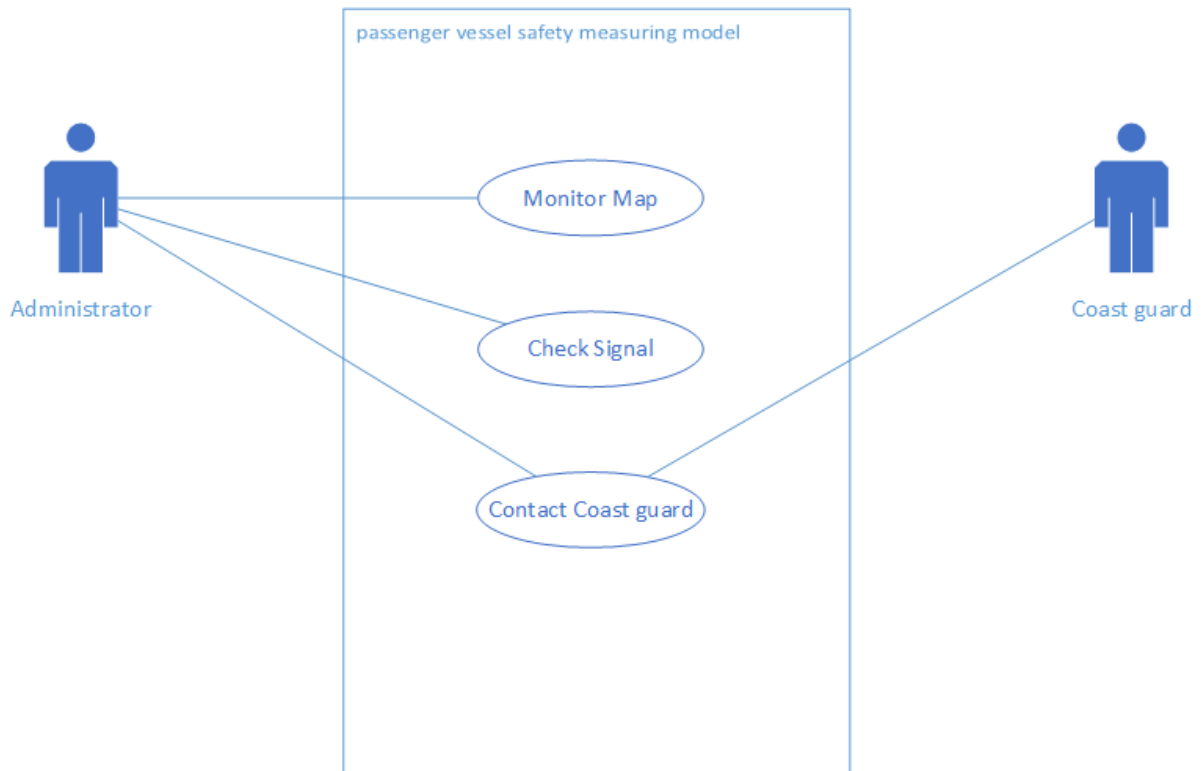 passenger vessel safety measuring model
Monitor Map
Administrator
Coast guard
Check Signal
Contact Coast guard